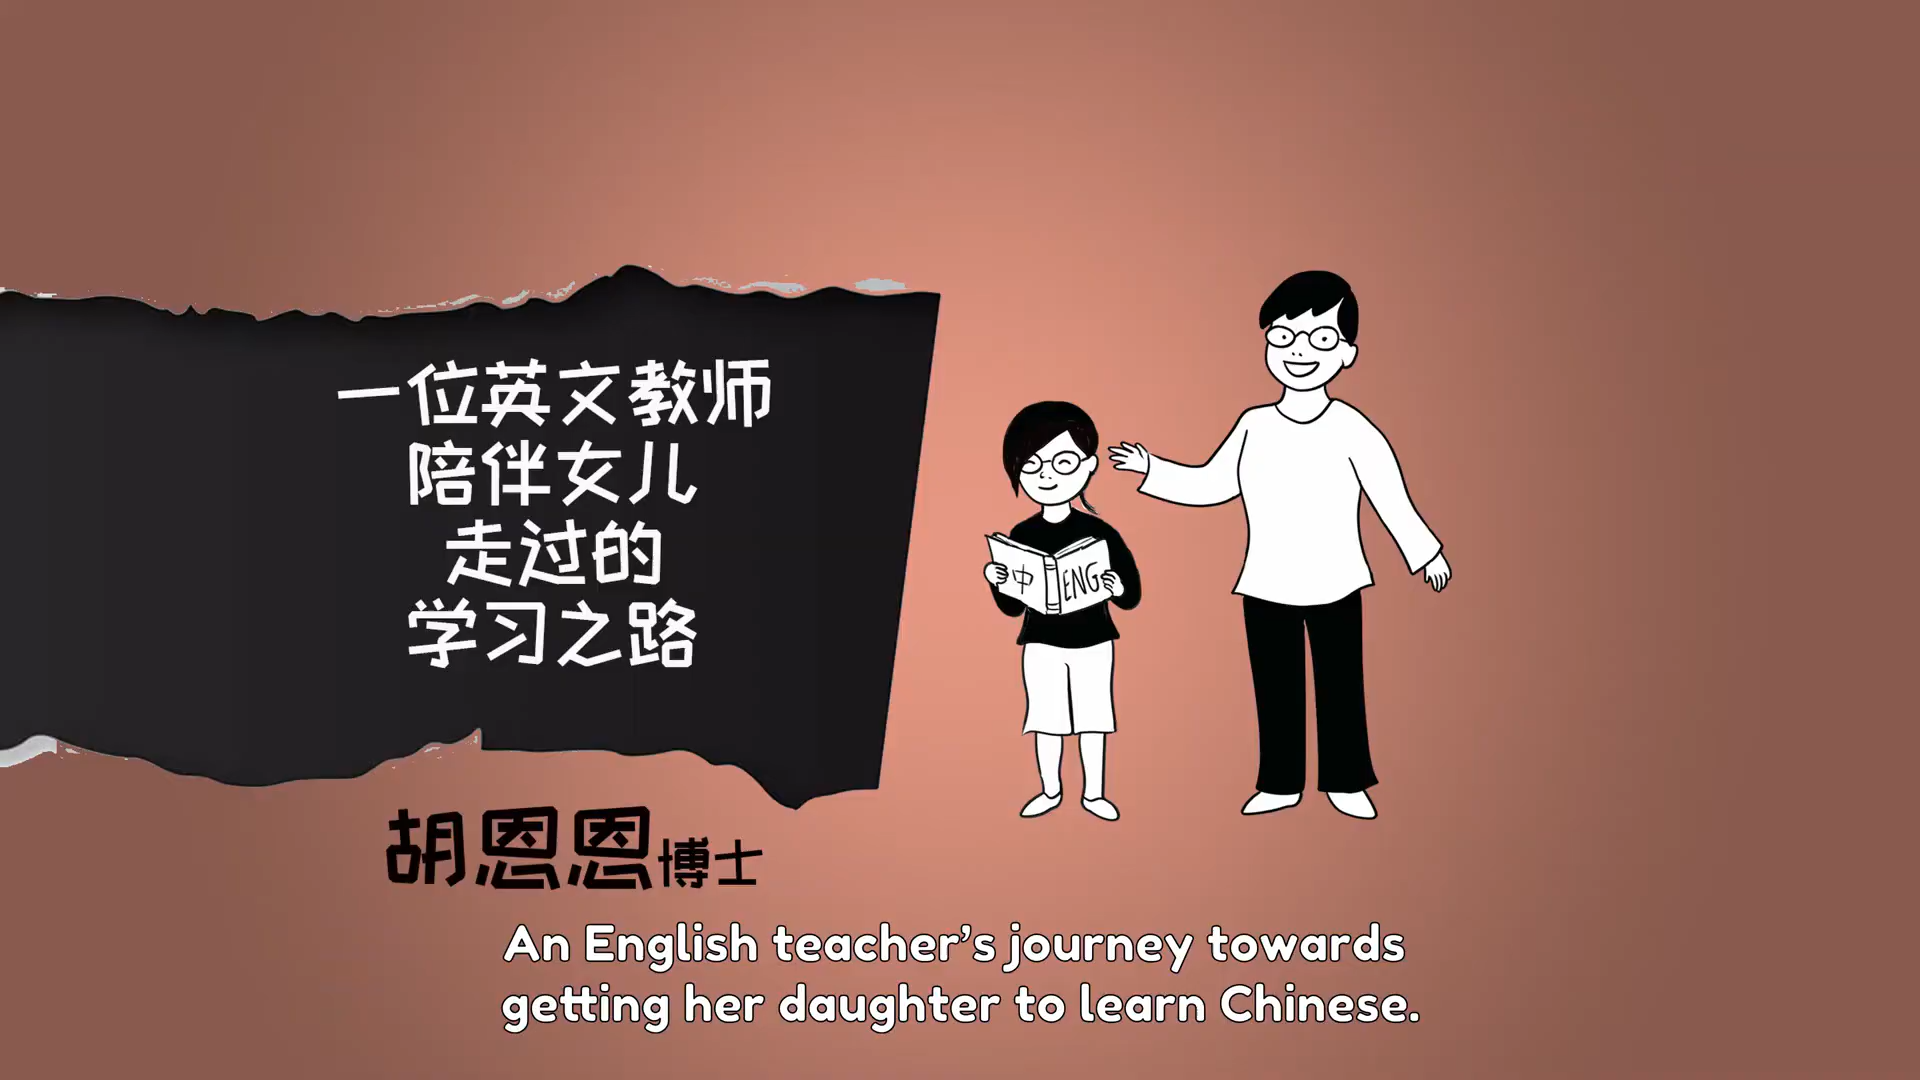 一位英文教师
陪伴女儿
走过的
学习之路
中
ENG
胡恩恩博士
An English teacher's journey towards
getting her daughter to learn Chinese.